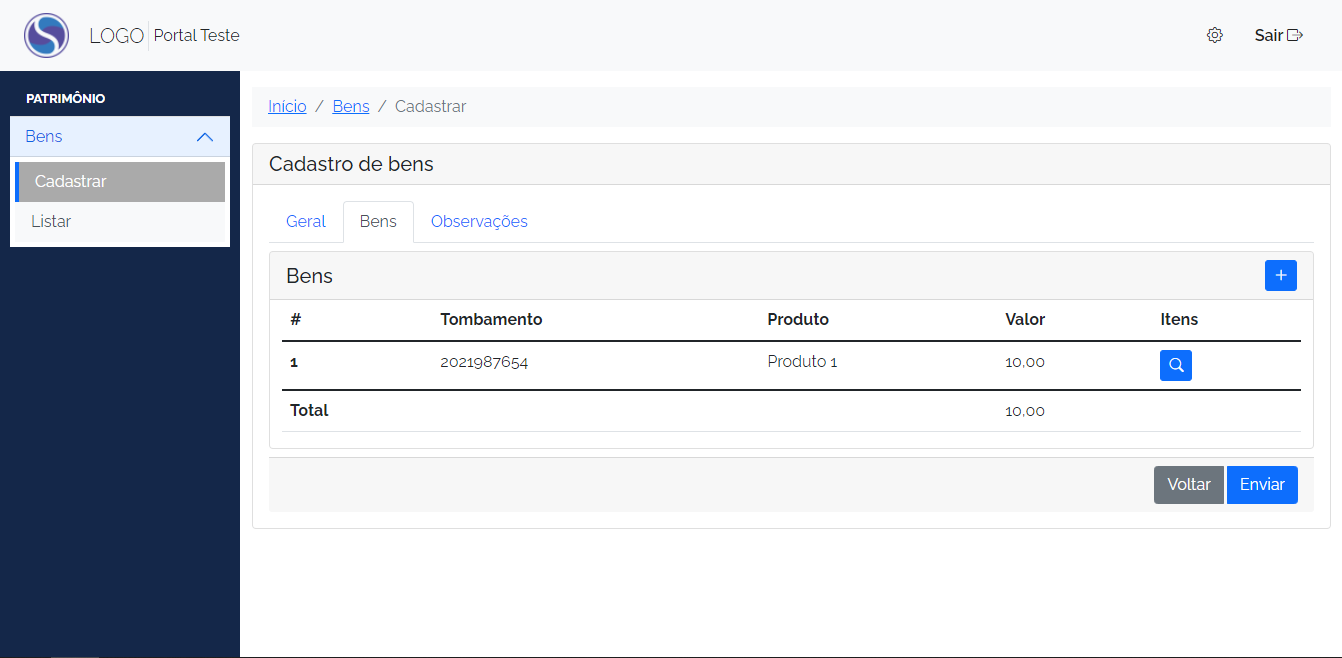 LOGO Portal Teste Sair
PATRIMÔNIO
Bens
Cadastrar
Listar
Início / Bens / Cadastrar
Cadastro de bens
Geral Bens Observações
Bens +
# Tombamento Produto Valor Itens
1 2021987654 Produto 1 10,00
Total 10,00
Voltar Enviar